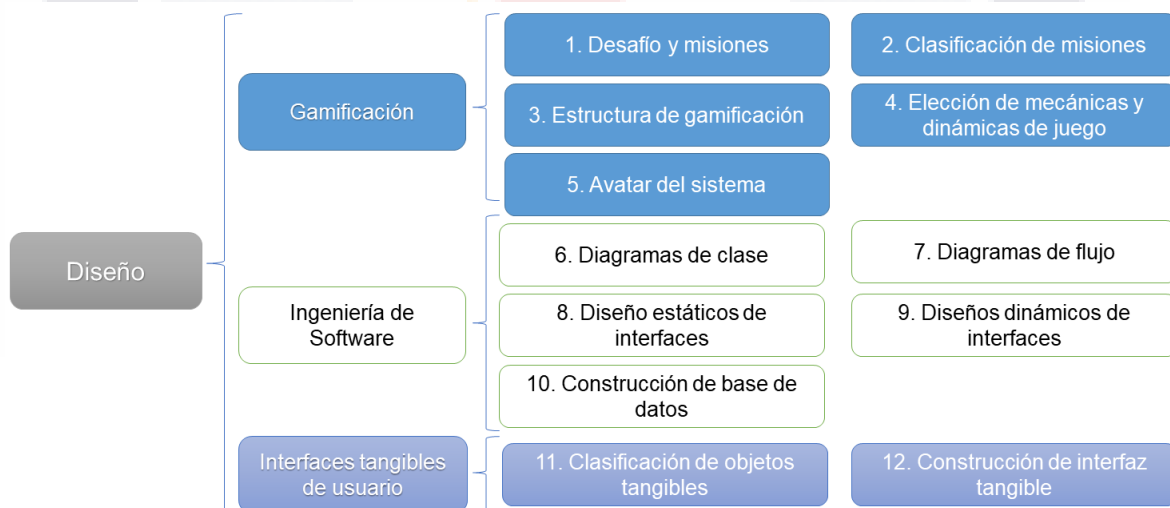 1. Desafío y misiones
2. Clasificación de misiones
Gamificación
3. Estructura de gamificación
4. Elección de mecánicas y
dinámicas de juego
5. Avatar del sistema
Diseño
6. Diagramas de clase
7. Diagramas de flujo
Ingeniería de
Software
8. Diseño estáticos de
interfaces
9. Diseños dinámicos de
interfaces
10. Construcción de base de
datos
Interfaces tangibles
de usuario
11. Clasificación de objetos
tangibles
12. Construcción de interfaz
tangible